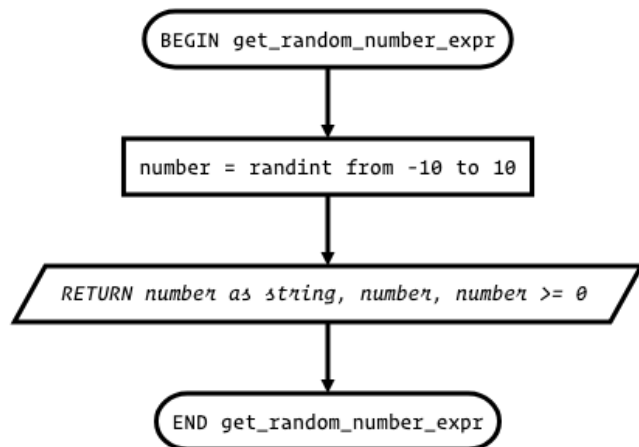 BEGIN get_random_number_expr
number = randint from -10 to 10
RETURN number as string, number, number >= 0
END get_random_number_expr